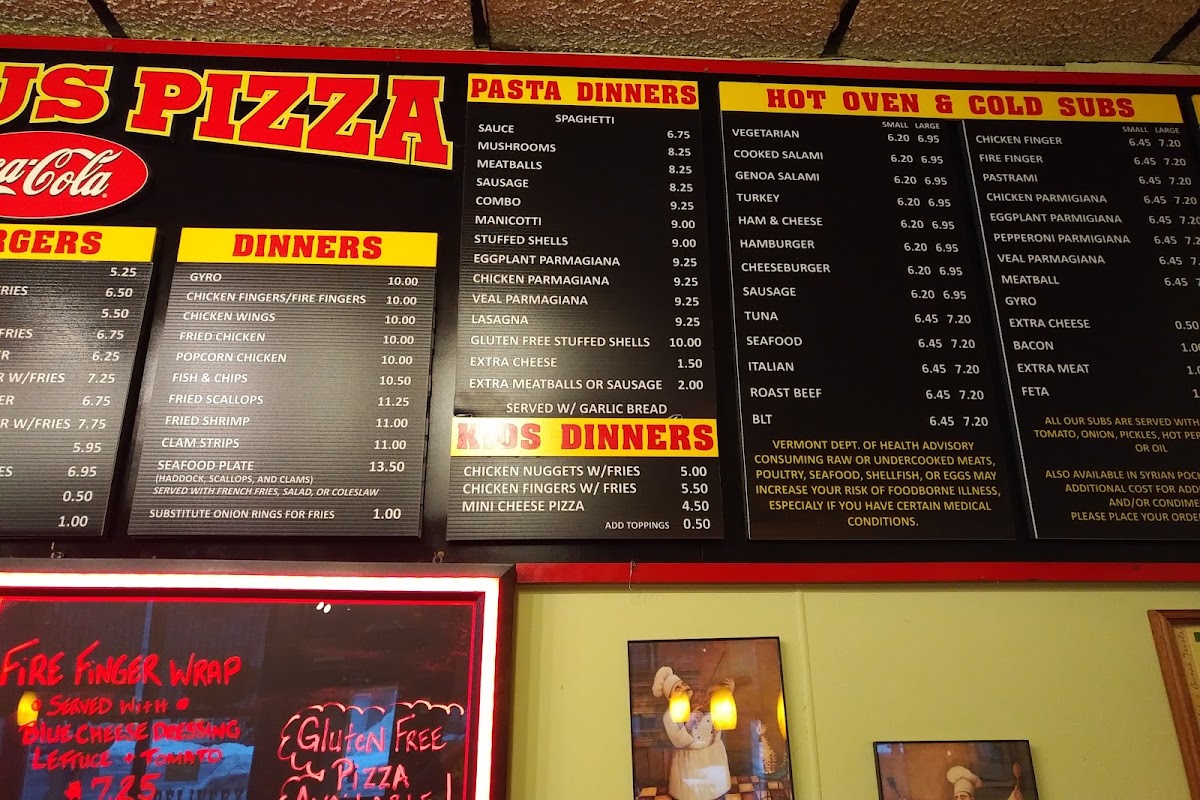 US PIZZA
Coca-Cola
RGERS
5.25
RIES 6.50
5.50
FRIES 6.75
R 6.25
R W/FRIES 7.25
ER 6.75
R W/FRIES 7.75
5.95
ES 6.95
0.50
1.00
DINNERS
GYRO 10.00
CHICKEN FINGERS/FIRE FINGERS 10.00
CHICKEN WINGS 10.00
FRIED CHICKEN 10.00
POPCORN CHICKEN 10.00
FISH & CHIPS 10.50
FRIED SCALLOPS 11.25
FRIED SHRIMP 11.00
CLAM STRIPS 11.00
SEAFOOD PLATE 13.50
(HADDOCK, SCALLOPS, AND CLAMS)
SERVED WITH FRENCH FRIES, SALAD, OR COLESLAW
SUBSTITUTE ONION RINGS FOR FRIES 1.00
PASTA DINNERS
SPAGHETTI
SAUCE 6.75
MUSHROOMS 8.25
MEATBALLS 8.25
SAUSAGE 8.25
COMBO 9.25
MANICOTTI 9.00
STUFFED SHELLS 9.00
EGGPLANT PARMAGIANA 9.25
CHICKEN PARMAGIANA 9.25
VEAL PARMAGIANA 9.25
LASAGNA 9.25
GLUTEN FREE STUFFED SHELLS 10.00
EXTRA CHEESE 1.50
EXTRA MEATBALLS OR SAUSAGE 2.00
SERVED W/ GARLIC BREAD
KIDS DINNERS
CHICKEN NUGGETS W/FRIES 5.00
CHICKEN FINGERS W/ FRIES 5.50
MINI CHEESE PIZZA 4.50
ADD TOPPINGS 0.50
HOT OVEN & COLD SUBS
SMALL LARGE
VEGETARIAN 6.20 6.95
COOKED SALAMI 6.20 6.95
GENOA SALAMI 6.20 6.95
TURKEY 6.20 6.95
HAM & CHEESE 6.20 6.95
HAMBURGER 6.20 6.95
CHEESEBURGER 6.20 6.95
SAUSAGE 6.20 6.95
TUNA 6.45 7.20
SEAFOOD 6.45 7.20
ITALIAN 6.45 7.20
ROAST BEEF 6.45 7.20
BLT 6.45 7.20
VERMONT DEPT. OF HEALTH ADVISORY
CONSUMING RAW OR UNDERCOOKED MEATS,
POULTRY, SEAFOOD, SHELLFISH, OR EGGS MAY
INCREASE YOUR RISK OF FOODBORNE ILLNESS,
ESPECIALY IF YOU HAVE CERTAIN MEDICAL
CONDITIONS.
SMALL LARGE
CHICKEN FINGER 6.45 7.20
FIRE FINGER 6.45 7.20
PASTRAMI 6.45 7.20
CHICKEN PARMIGIANA 6.45 7.20
EGGPLANT PARMIGIANA 6.45 7.20
PEPPERONI PARMIGIANA 6.45 7.2
VEAL PARMIGIANA 6.45 7.
MEATBALL 6.45 7
GYRO
EXTRA CHEESE 0.50
BACON 1.00
EXTRA MEAT 1.0
FETA 1
ALL OUR SUBS ARE SERVED WITH
TOMATO, ONION, PICKLES, HOT PE
OR OIL
ALSO AVAILABLE IN SYRIAN POC
ADDITIONAL COST FOR ADD
AND/OR CONDIME
PLEASE PLACE YOUR ORDE
FIRE FINGER WRAP
SERVED WITH
BLUE CHEESE DRESSING
LETTUCE + TOMATO
$7.25
GLUTEN FREE
PIZZA
AVAILABLE!